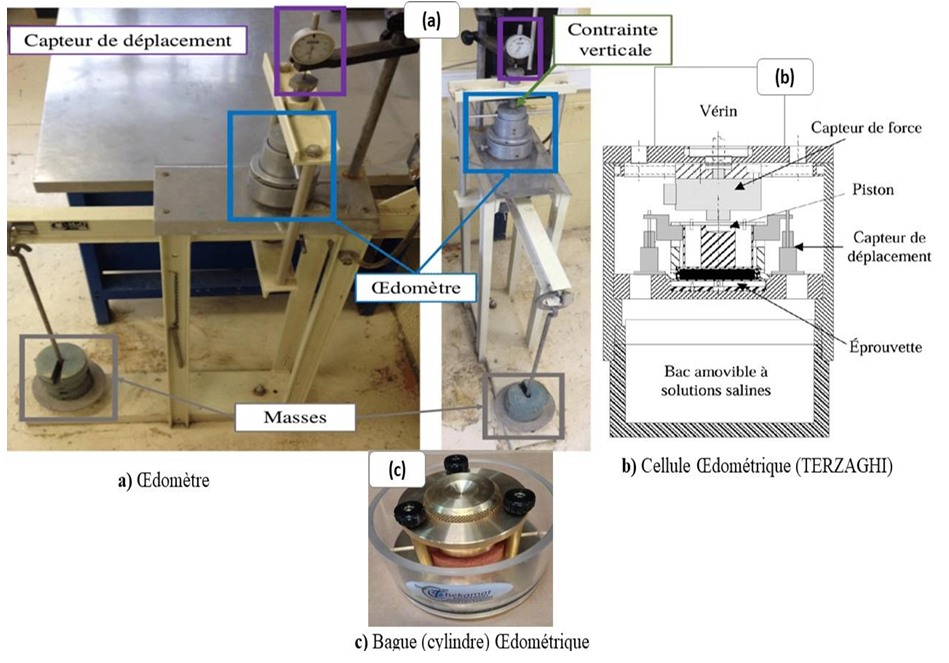 (a)
Capteur de déplacement
Contrainte
verticale
Œdomètre
Masses
a) Œdomètre
(b)
Vérin
Capteur de force
Piston
Capteur de
déplacement
Éprouvette
Bac amovible à
solutions salines
b) Cellule Œdométrique (TERZAGHI)
(c)
c) Bague (cylindre) Œdométrique